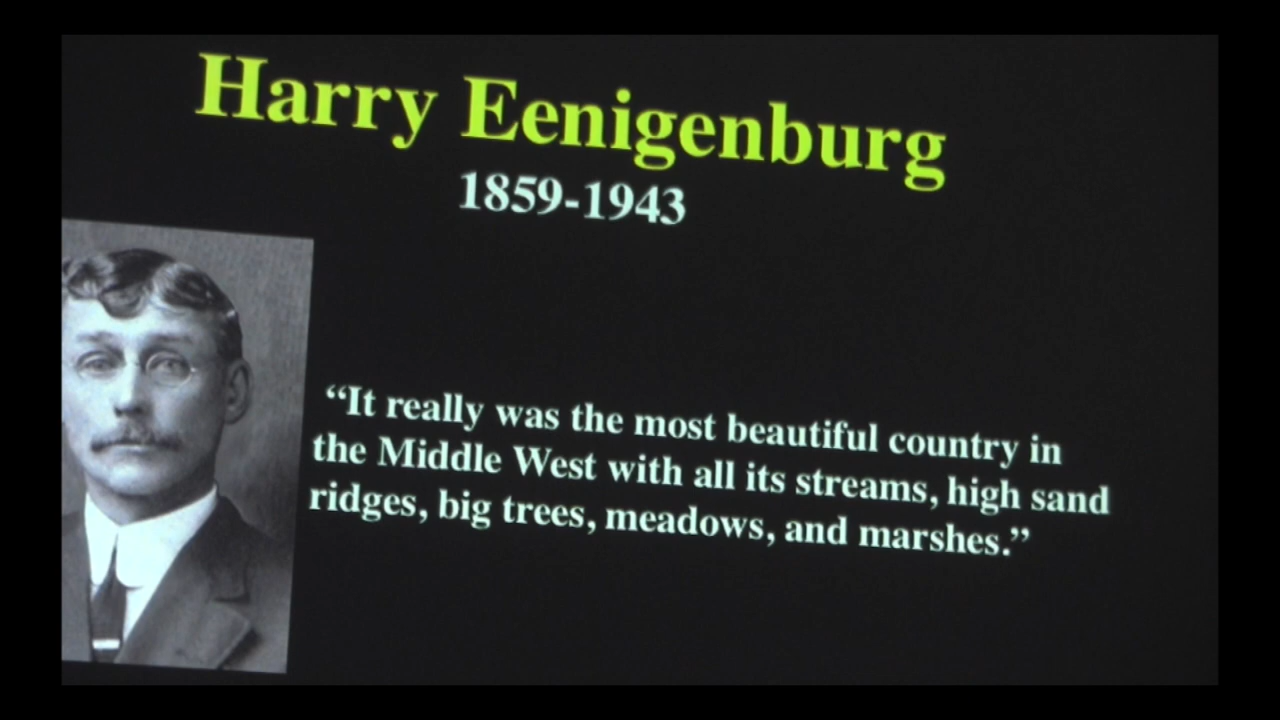 Harry Eenigenburg
1859-1943
“It really was the most beautiful country in
the Middle West with all its streams, high sand
ridges, big trees, meadows, and marshes.”